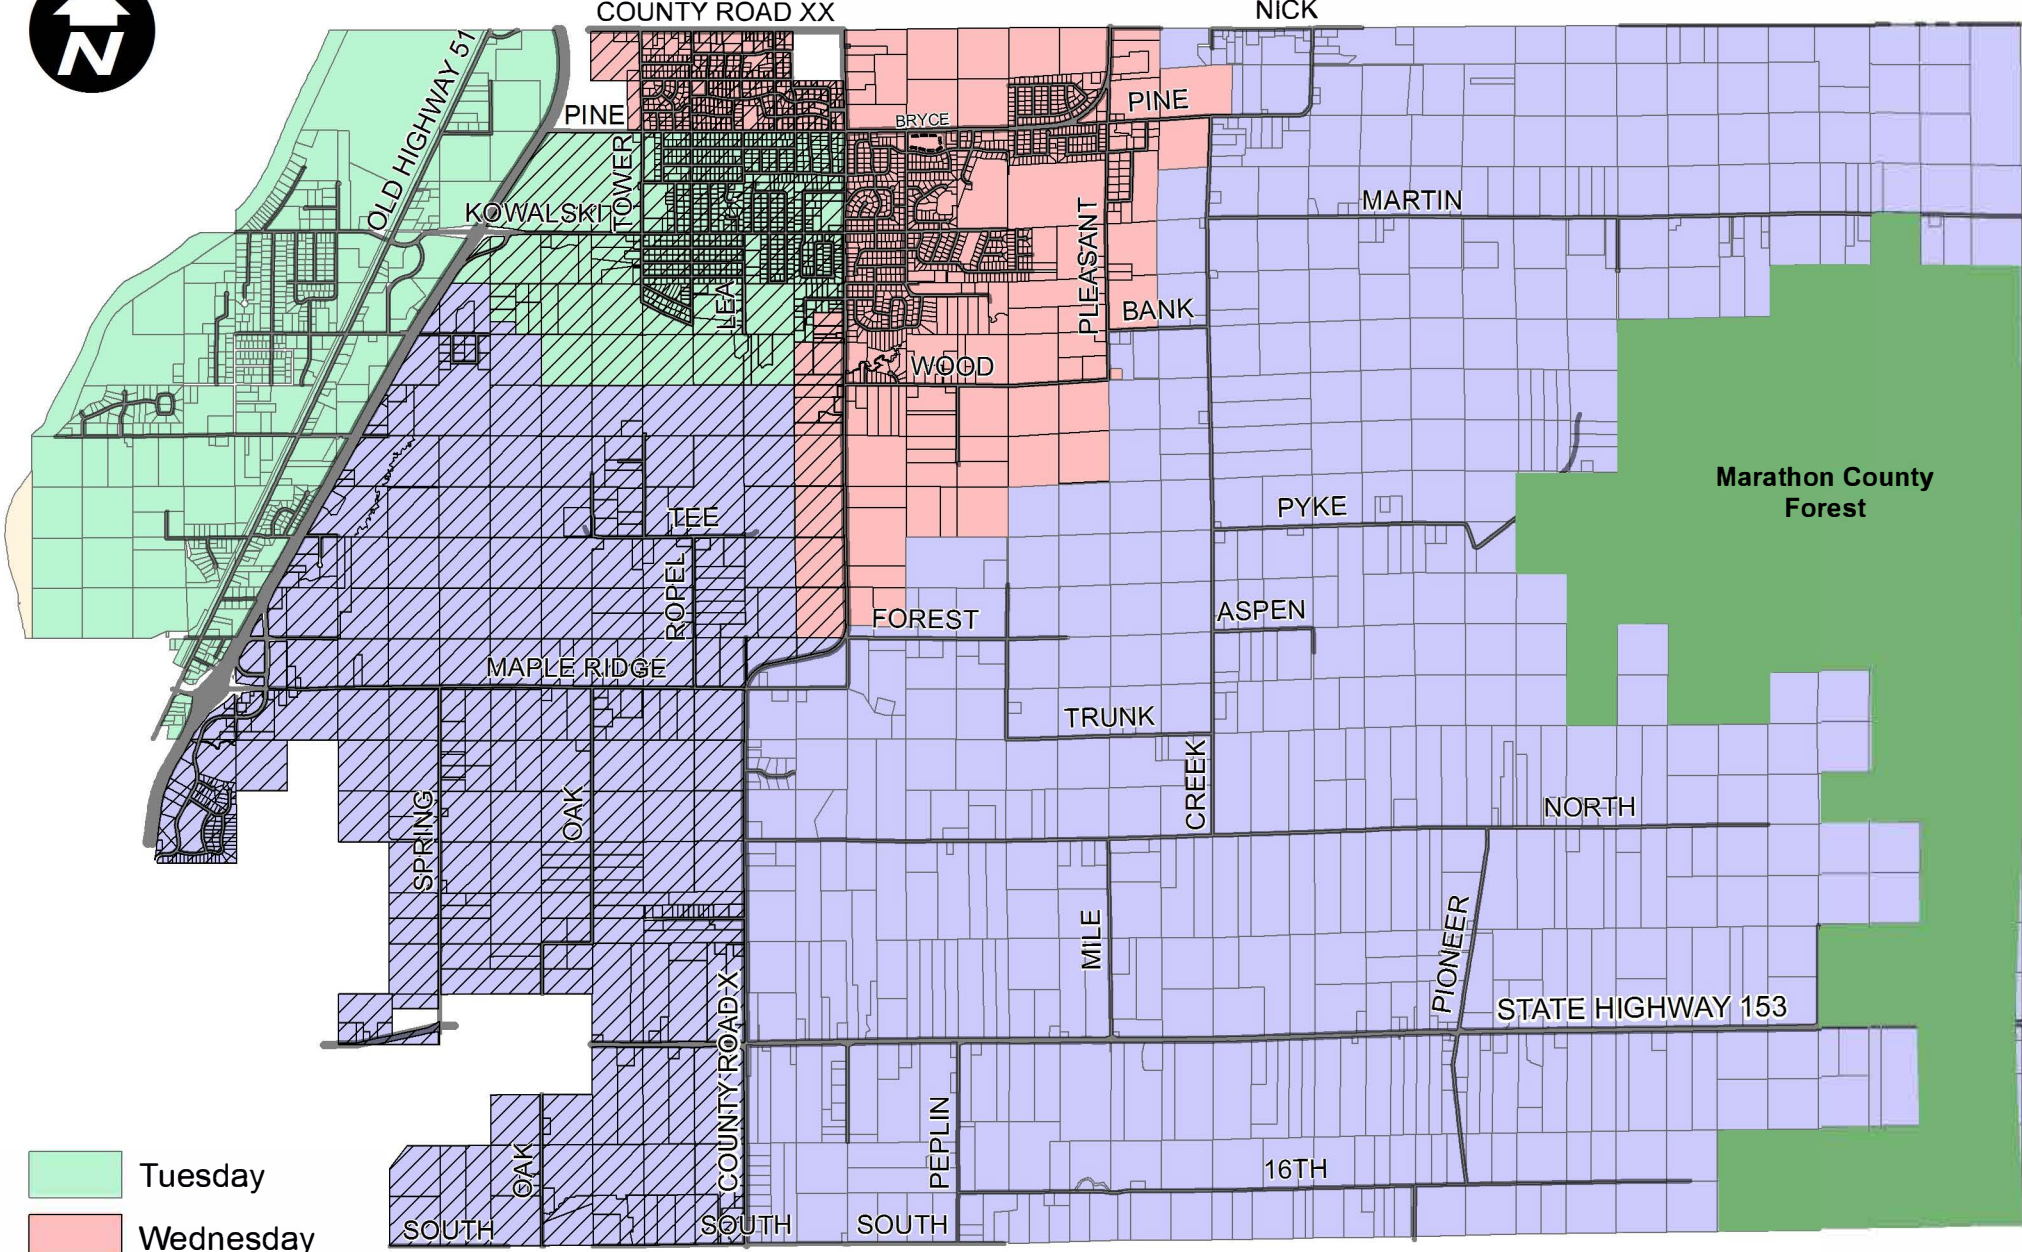 COUNTY ROAD XX
NICK
N
OLD HIGHWAY 51
PINE
BRYCE
PINE
TOWER
KOWALSKI
MARTIN
PLEASANT
LEA
BANK
WOOD
Marathon County
Forest
PYKE
TEE
ROPEL
FOREST
ASPEN
MAPLE RIDGE
TRUNK
CREEK
SPRING
OAK
NORTH
MILE
PIONEER
COUNTY ROAD X
STATE HIGHWAY 153
PEPLIN
OAK
16TH
Tuesday
SOUTH
SOUTH
SOUTH
Wednesday